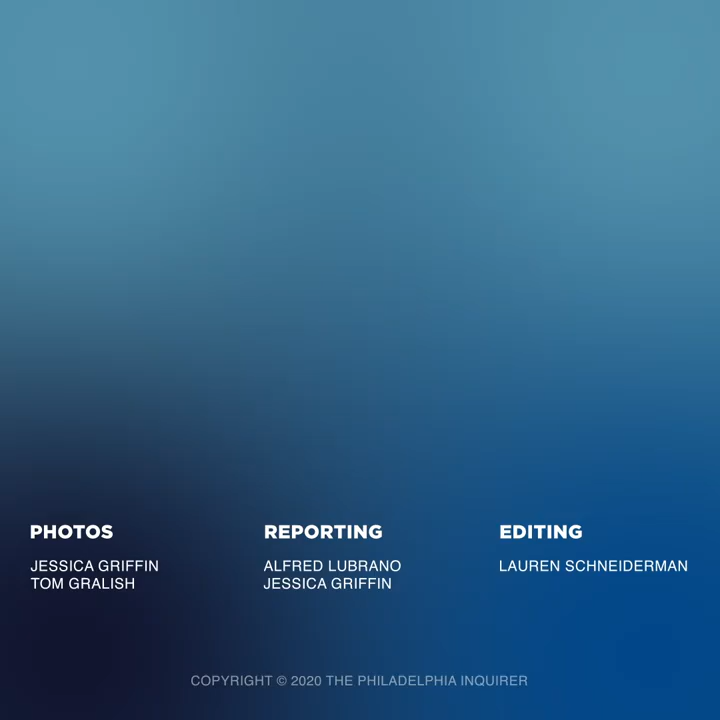 PHOTOS
JESSICA GRIFFIN
TOM GRALISH
REPORTING
ALFRED LUBRANO
JESSICA GRIFFIN
EDITING
LAUREN SCHNEIDERMAN
COPYRIGHT © 2020 THE PHILADELPHIA INQUIRER